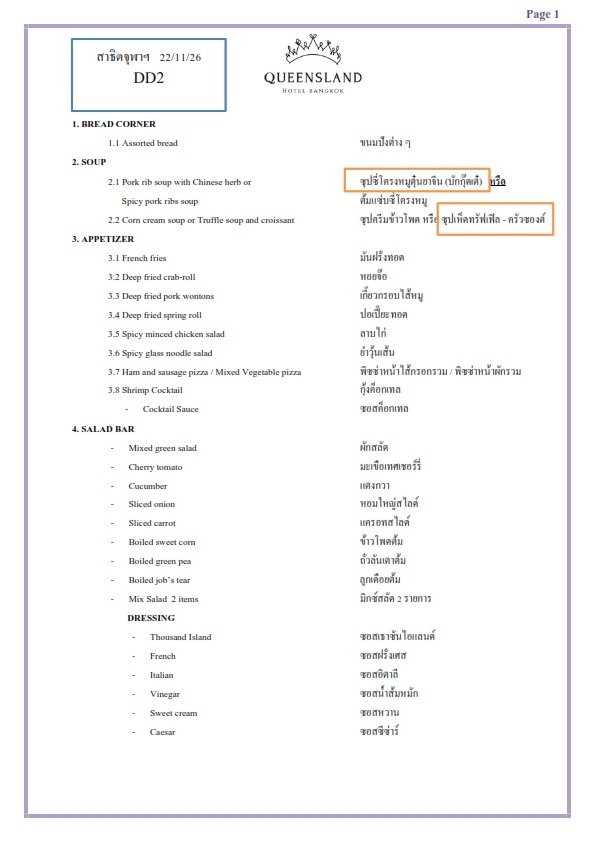 Page 1
สาธิตจุฬาฯ 22/11/26
DD2
QUEENSLAND
HOTEL BANGKOK
1. BREAD CORNER
1.1 Assorted bread ขนมปังต่าง ๆ
2. SOUP
2.1 Pork rib soup with Chinese herb or ซุปซี่โครงหมูตุ๋นยาจีน (บักกุ๊ดเต๋) หรือ
Spicy pork ribs soup ต้มแซ่บซี่โครงหมู
2.2 Corn cream soup or Truffle soup and croissant ซุปครีมข้าวโพด หรือ ซุปเห็ดทรัฟเฟิล - ครัวซองต์
3. APPETIZER
3.1 French fries มันฝรั่งทอด
3.2 Deep fried crab-roll หอยจ๊อ
3.3 Deep fried pork wontons เกี๊ยวกรอบไส้หมู
3.4 Deep fried spring roll ปอเปี๊ยะทอด
3.5 Spicy minced chicken salad ลาบไก่
3.6 Spicy glass noodle salad ยำวุ้นเส้น
3.7 Ham and sausage pizza / Mixed Vegetable pizza พิซซ่าหน้าไส้กรอกรวม / พิซซ่าหน้าผักรวม
3.8 Shrimp Cocktail กุ้งค็อกเทล
- Cocktail Sauce ซอสค็อกเทล
4. SALAD BAR
- Mixed green salad ผักสลัด
- Cherry tomato มะเขือเทศเชอร์รี่
- Cucumber แตงกวา
- Sliced onion หอมใหญ่สไลด์
- Sliced carrot แครอทสไลด์
- Boiled sweet corn ข้าวโพดต้ม
- Boiled green pea ถั่วลันเตาต้ม
- Boiled job’s tear ลูกเดือยต้ม
- Mix Salad 2 items มิกซ์สลัด 2 รายการ
DRESSING
- Thousand Island ซอสเธาซันไอแลนด์
- French ซอสฝรั่งเศส
- Italian ซอสอิตาลี
- Vinegar ซอสน้ำส้มหมัก
- Sweet cream ซอสหวาน
- Caesar ซอสซีซ่าร์